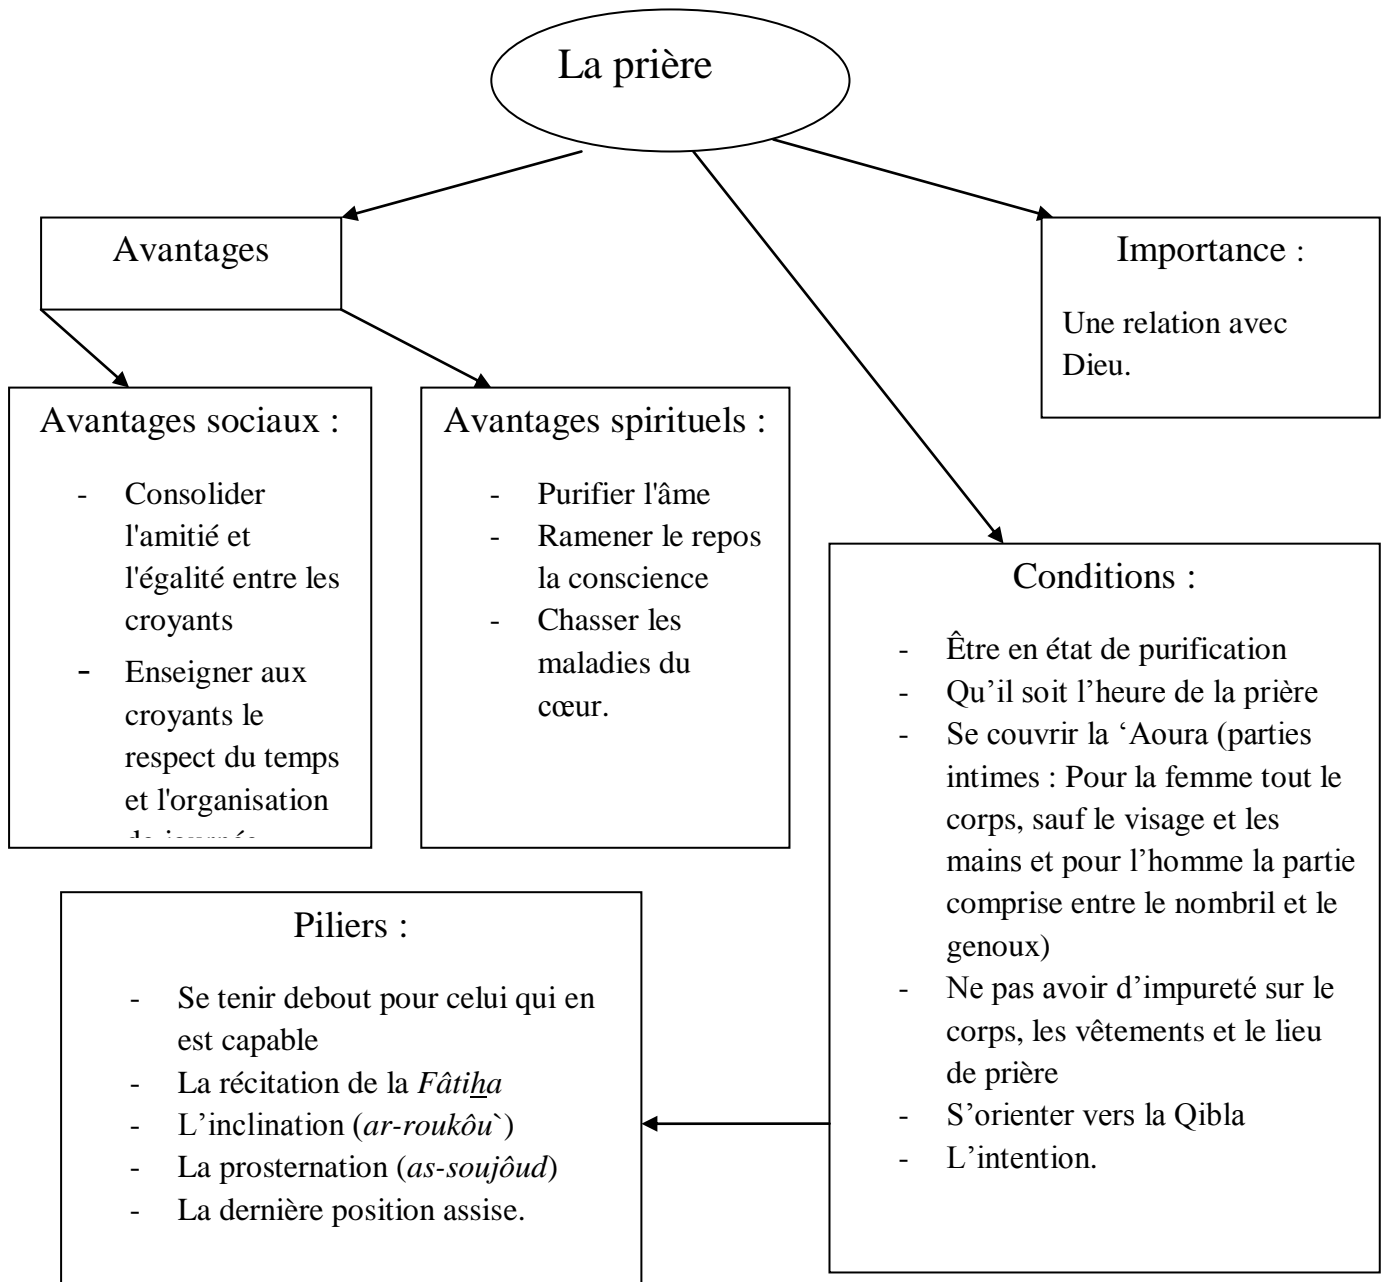 La prière
Avantages
Importance :
Une relation avec
Dieu.
Avantages sociaux :
- Consolider
l'amitié et
l'égalité entre les
croyants
- Enseigner aux
croyants le
respect du temps
et l'organisation
Avantages spirituels :
- Purifier l'âme
- Ramener le repos
la conscience
- Chasser les
maladies du
cœur.
Conditions :
- Être en état de purification
- Qu’il soit l’heure de la prière
- Se couvrir la ‘Aoura (parties
intimes : Pour la femme tout le
corps, sauf le visage et les
mains et pour l’homme la partie
comprise entre le nombril et le
genoux)
- Ne pas avoir d’impureté sur le
corps, les vêtements et le lieu
de prière
- S’orienter vers la Qibla
- L’intention.
Piliers :
- Se tenir debout pour celui qui en
est capable
- La récitation de la Fâtiha
- L’inclination (ar-roukôu`)
- La prosternation (as-soujôud)
- La dernière position assise.